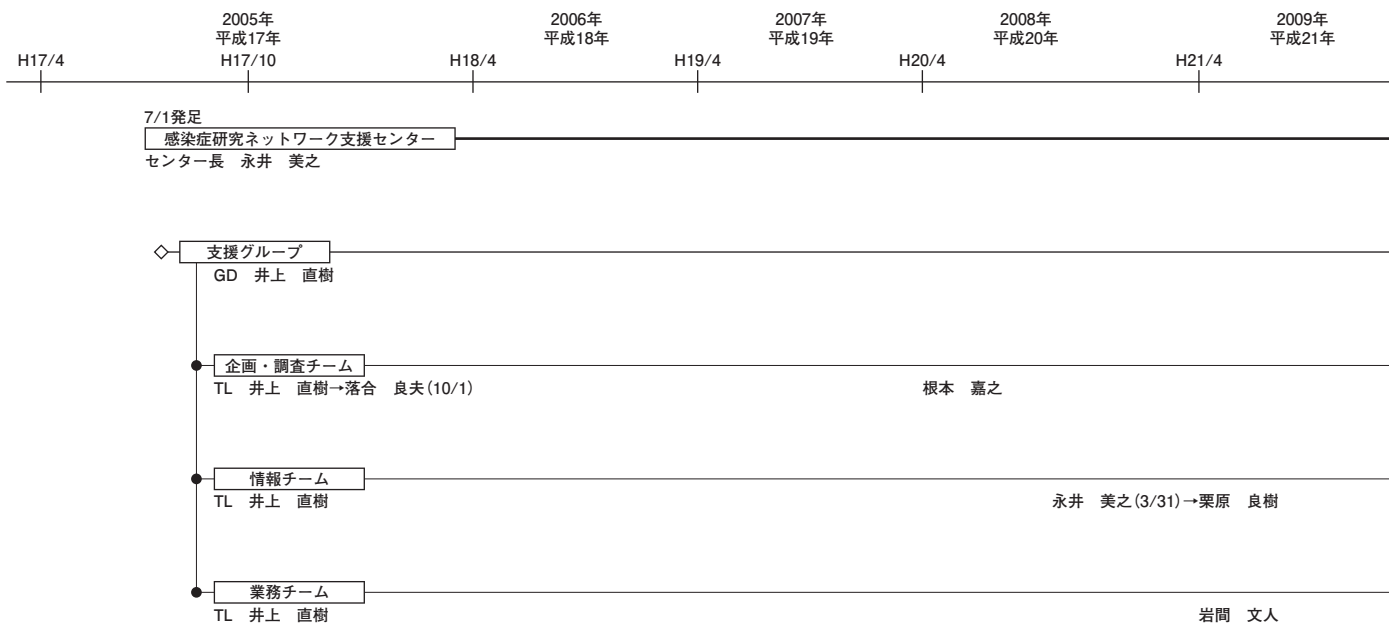 2005年 2006年 2007年 2008年 2009年
平成17年 平成18年 平成19年 平成20年 平成21年
H17/4 H17/10 H18/4 H19/4 H20/4 H21/4
7/1発足
感染症研究ネットワーク支援センター
センター長 永井 美之
支援グループ
GD 井上 直樹
企画・調査チーム
TL 井上 直樹→落合 良夫(10/1) 根本 嘉之
情報チーム
TL 井上 直樹 永井 美之(3/31)→栗原 良樹
業務チーム
TL 井上 直樹 岩間 文人